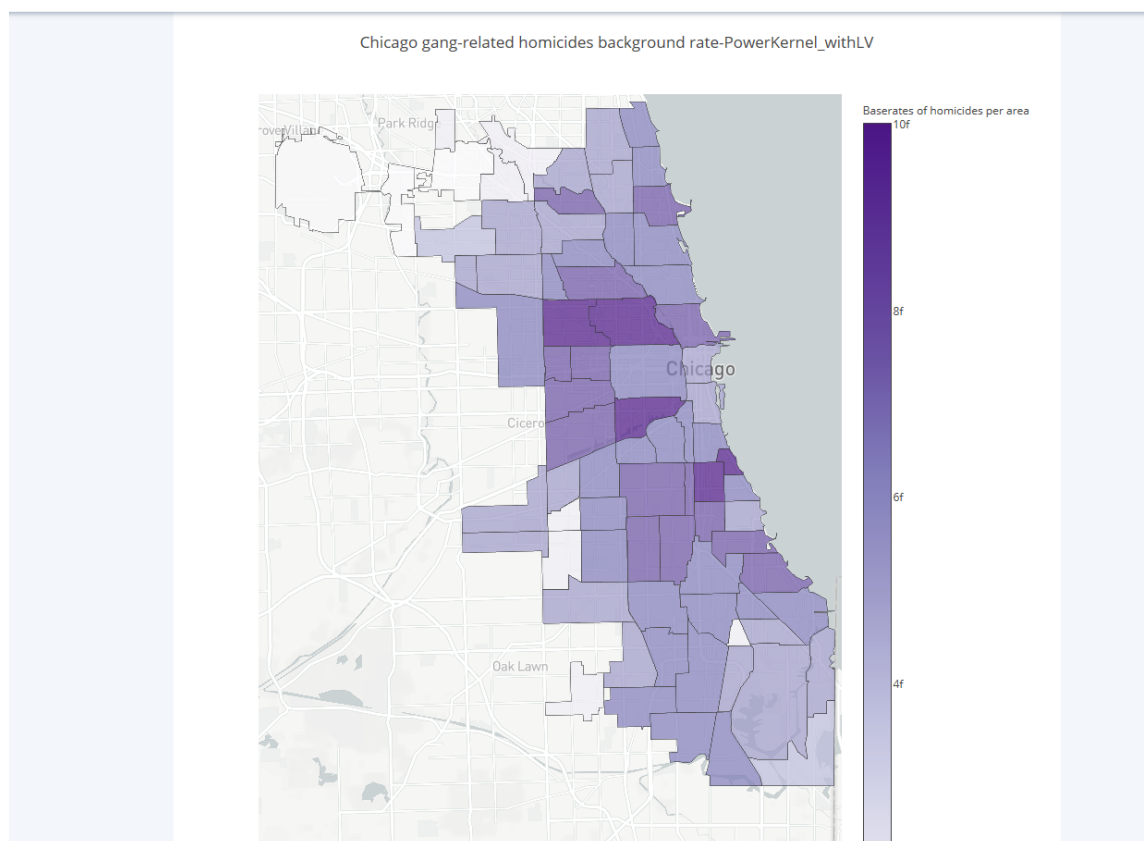 Chicago gang-related homicides background rate-PowerKernel_withLV
Baserates of homicides per area
10f
8f
6f
4f
Park Ridg
Chicago
Cicero
Oak Lawn